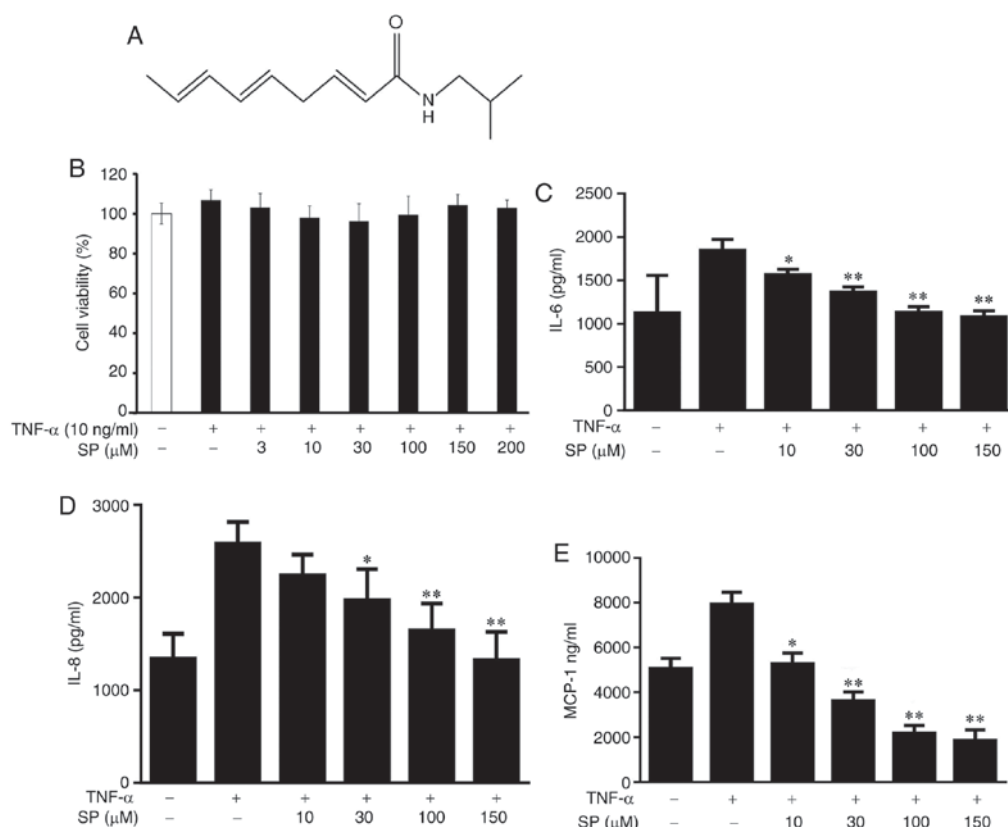 A
O
N
H
B
120
100
80
60
40
20
0
Cell viability (%)
TNF-α (10 ng/ml) – + + + + + + +
SP (μM) – – 3 10 30 100 150 200
C
2500
2000
1500
1000
500
0
IL-6 (pg/ml)
* ** ** **
TNF-α – + + + + +
SP (μM) – – 10 30 100 150
D
3000
2000
1000
0
IL-8 (pg/ml)
* ** **
TNF-α – + + + + +
SP (μM) – – 10 30 100 150
E
10000
8000
6000
4000
2000
0
MCP-1 ng/ml)
* ** ** **
TNF-α – + + + + +
SP (μM) – – 10 30 100 150